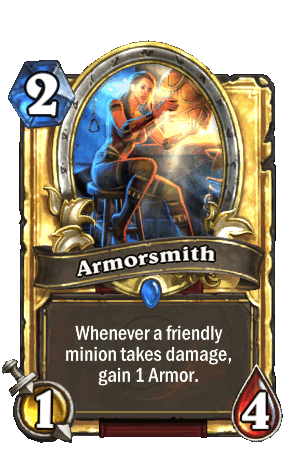 2
Armorsmith
Whenever a friendly
minion takes damage,
gain 1 Armor.
1
4